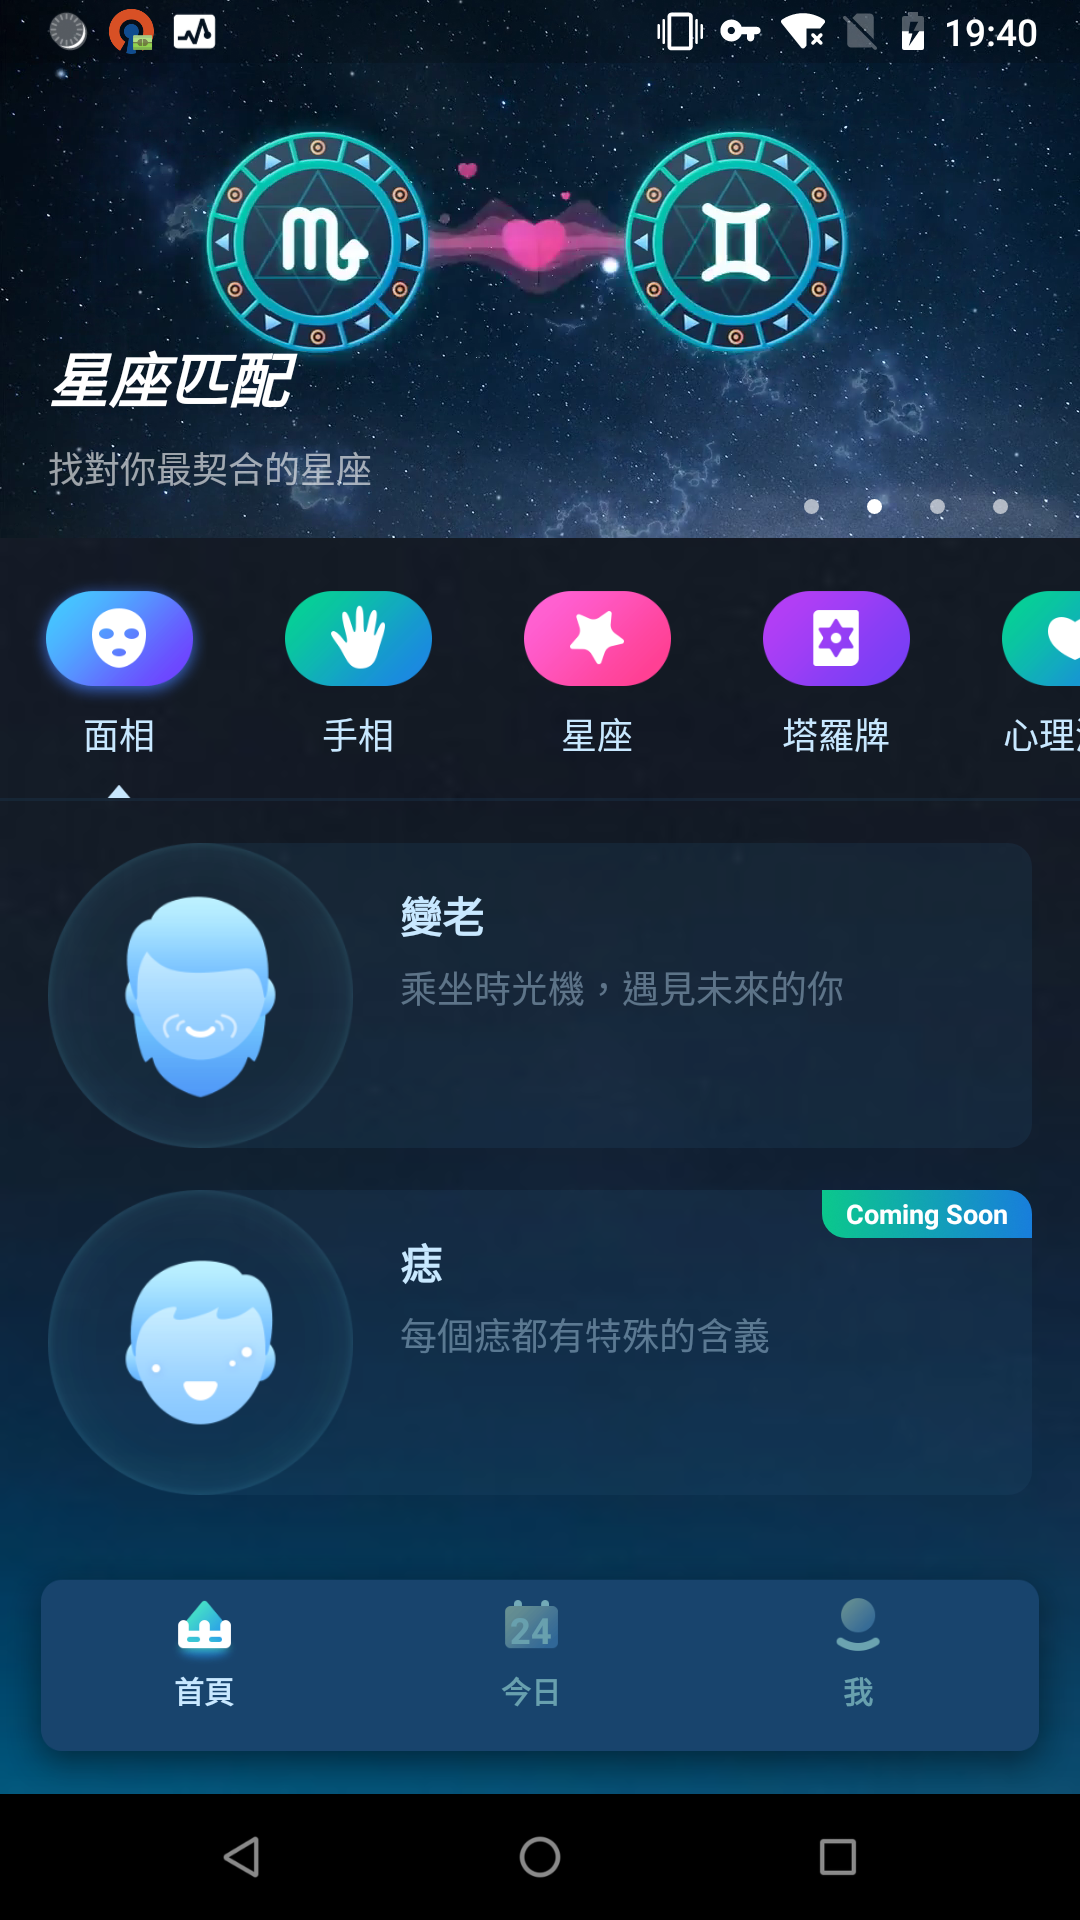 19:40
星座匹配
找對你最契合的星座
面相
手相
星座
塔羅牌
心理
變老
乘坐時光機，遇見未來的你
Coming Soon
痣
每個痣都有特殊的含義
24
首頁
今日
我